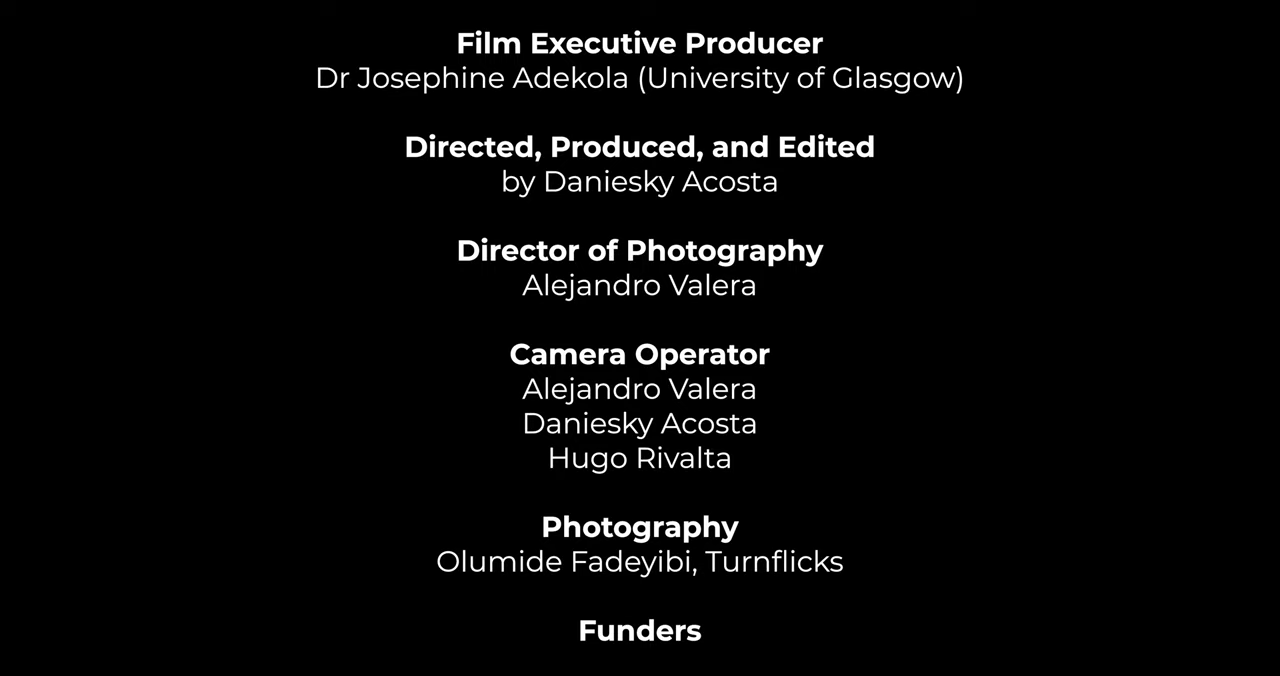 Film Executive Producer
Dr Josephine Adekola (University of Glasgow)
Directed, Produced, and Edited
by Daniesky Acosta
Director of Photography
Alejandro Valera
Camera Operator
Alejandro Valera
Daniesky Acosta
Hugo Rivalta
Photography
Olumide Fadeyibi, Turnflicks
Funders